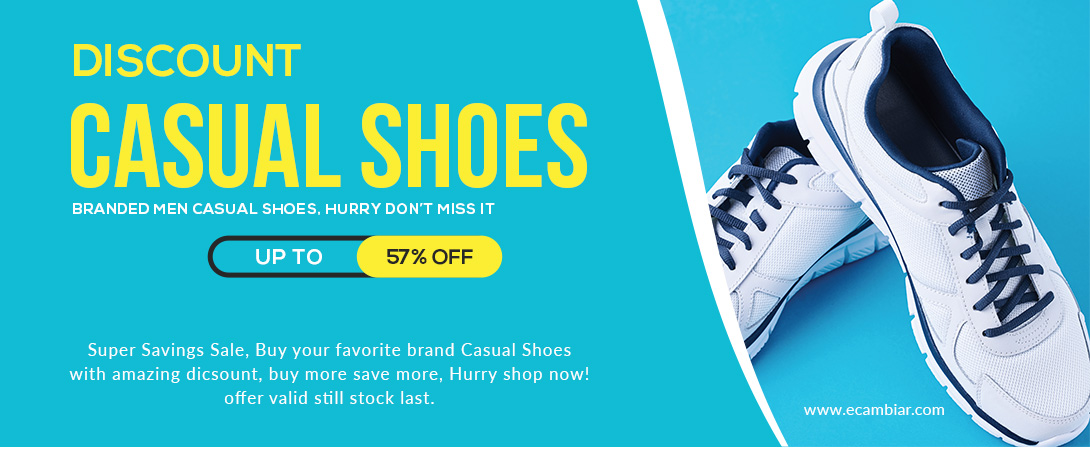 DISCOUNT
CASUAL SHOES
BRANDED MEN CASUAL SHOES, HURRY DON'T MISS IT
UP TO 57% OFF
Super Savings Sale, Buy your favorite brand Casual Shoes
with amazing dicsount, buy more save more, Hurry shop now!
offer valid still stock last.
www.ecambiar.com